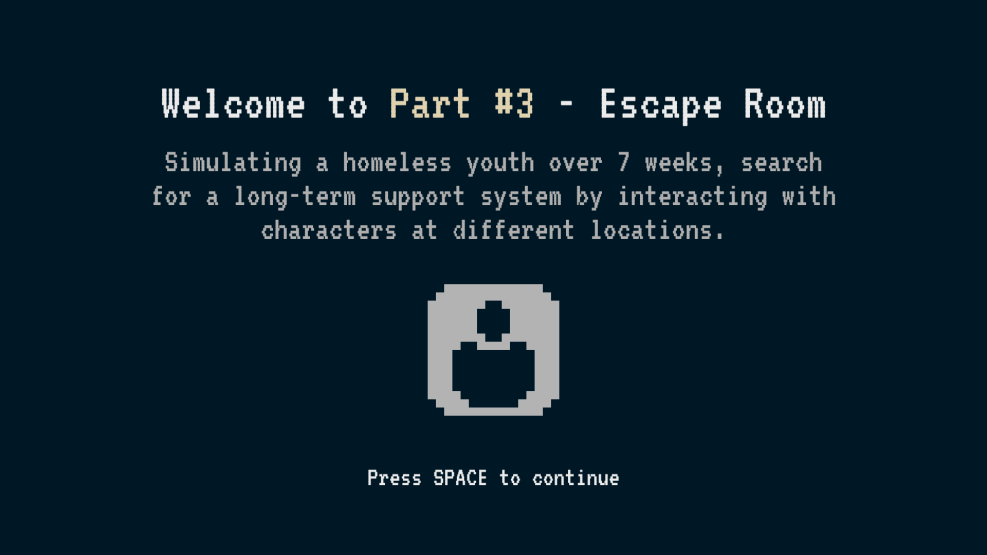 Welcome to Part #3 - Escape Room
Simulating a homeless youth over 7 weeks, search
for a long-term support system by interacting with
characters at different locations.
Press SPACE to continue